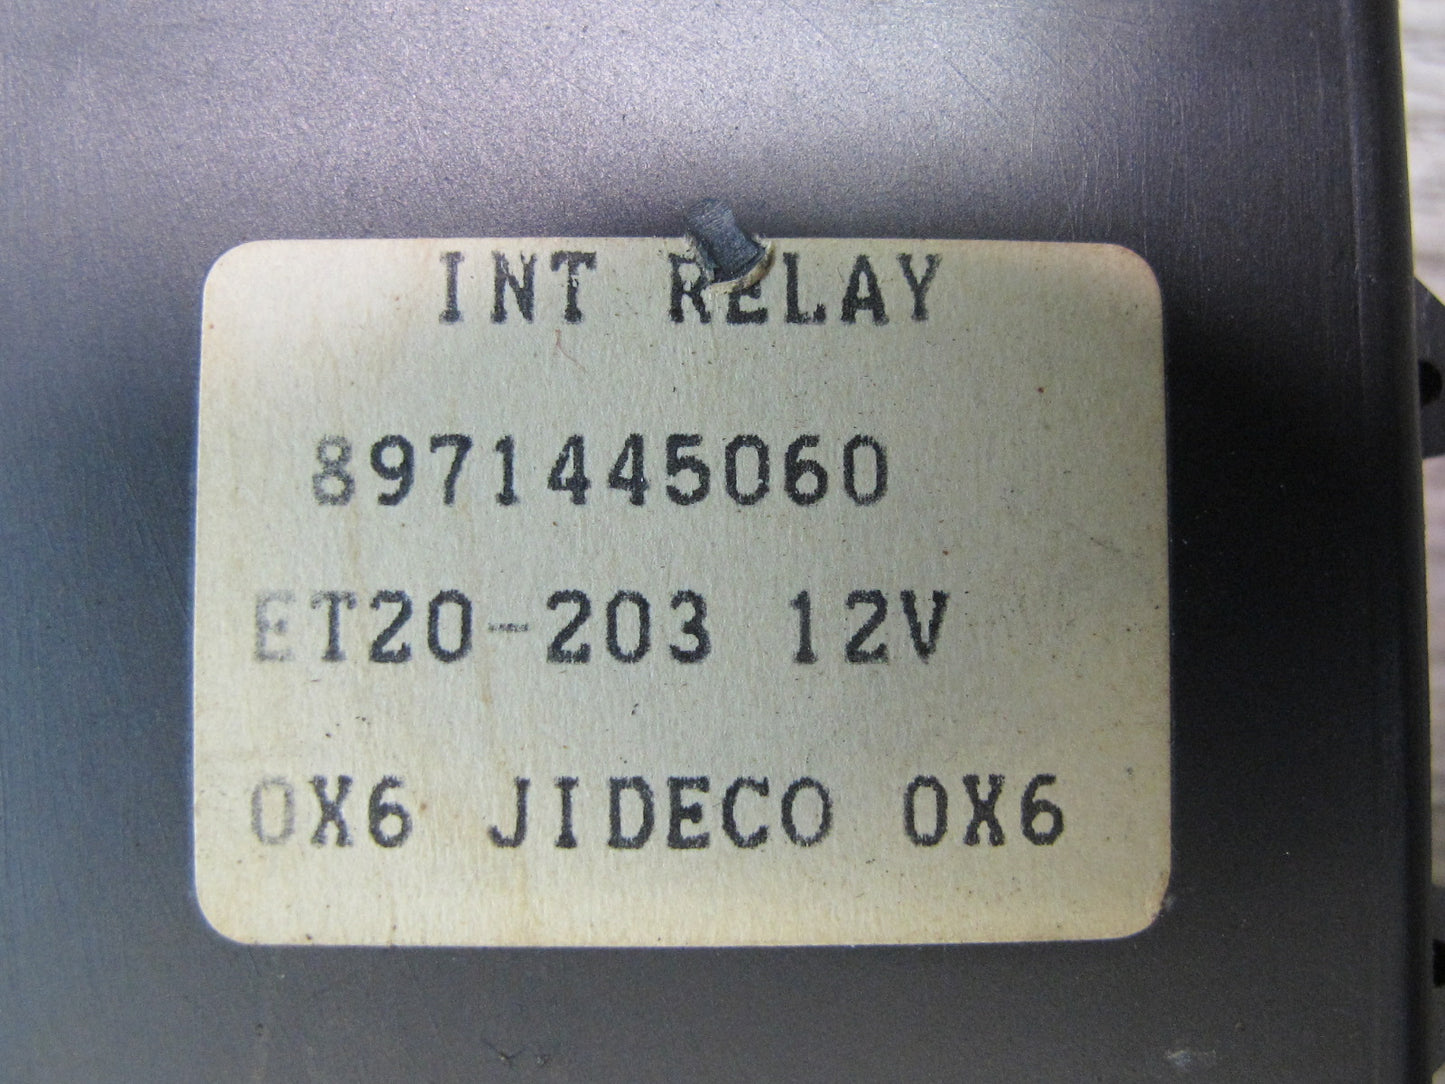 INT RELAY
8971445060
ET20-203 12V
0X6 JIDECO 0X6